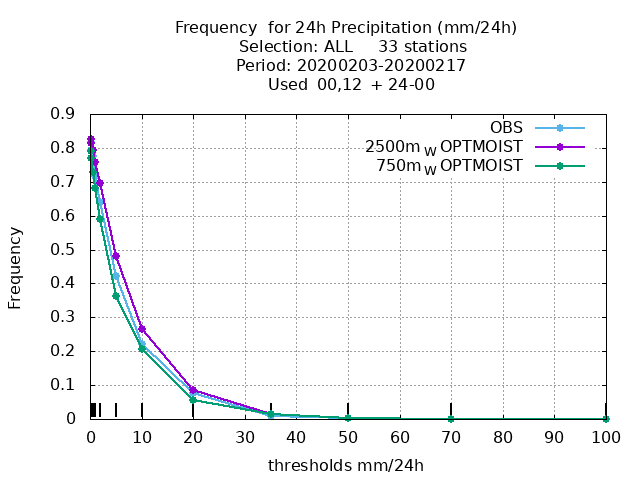 Frequency  for 24h Precipitation (mm/24h)
Selection: ALL     33 stations
Period: 20200203-20200217
Used  00,12  + 24-00
OBS
2500m W OPTMOIST
750m W OPTMOIST
0.9
0.8
0.7
0.6
0.5
0.4
0.3
0.2
0.1
0
Frequency
0 10 20 30 40 50 60 70 80 90 100
thresholds mm/24h